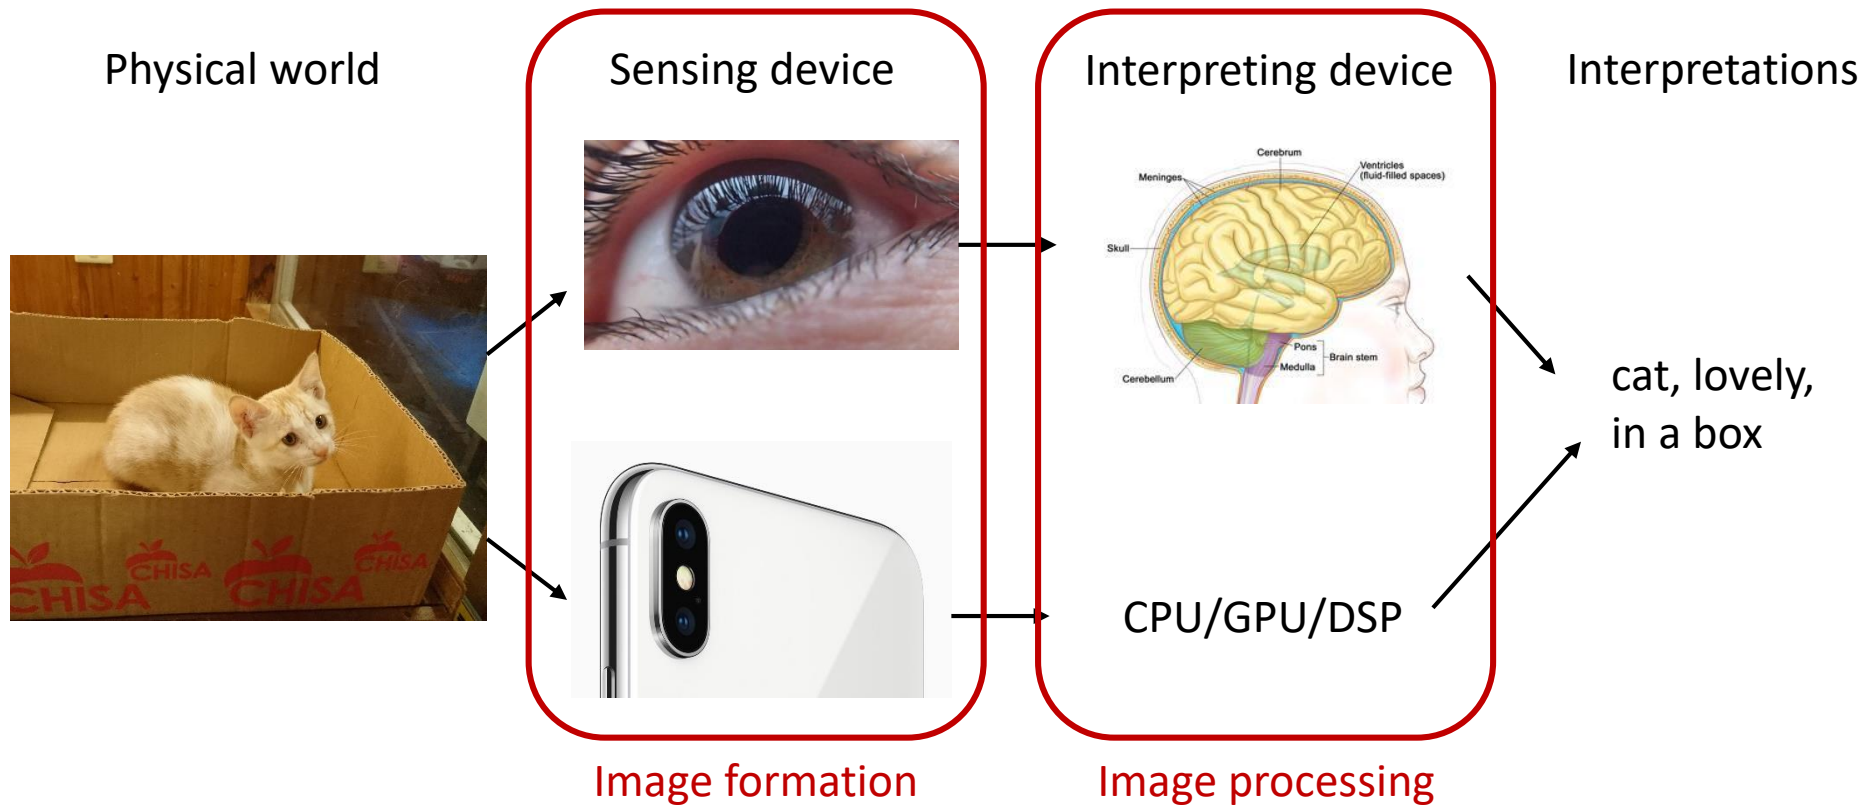 Physical world
Sensing device
Interpreting device
Interpretations
Cerebrum
Ventricles
(fluid-filled spaces)
Meninges
Skull
Pons
Brain stem
Medulla
Cerebellum
CHISA
CHISA
CHISA
CHISA
cat, lovely,
in a box
CPU/GPU/DSP
Image formation
Image processing